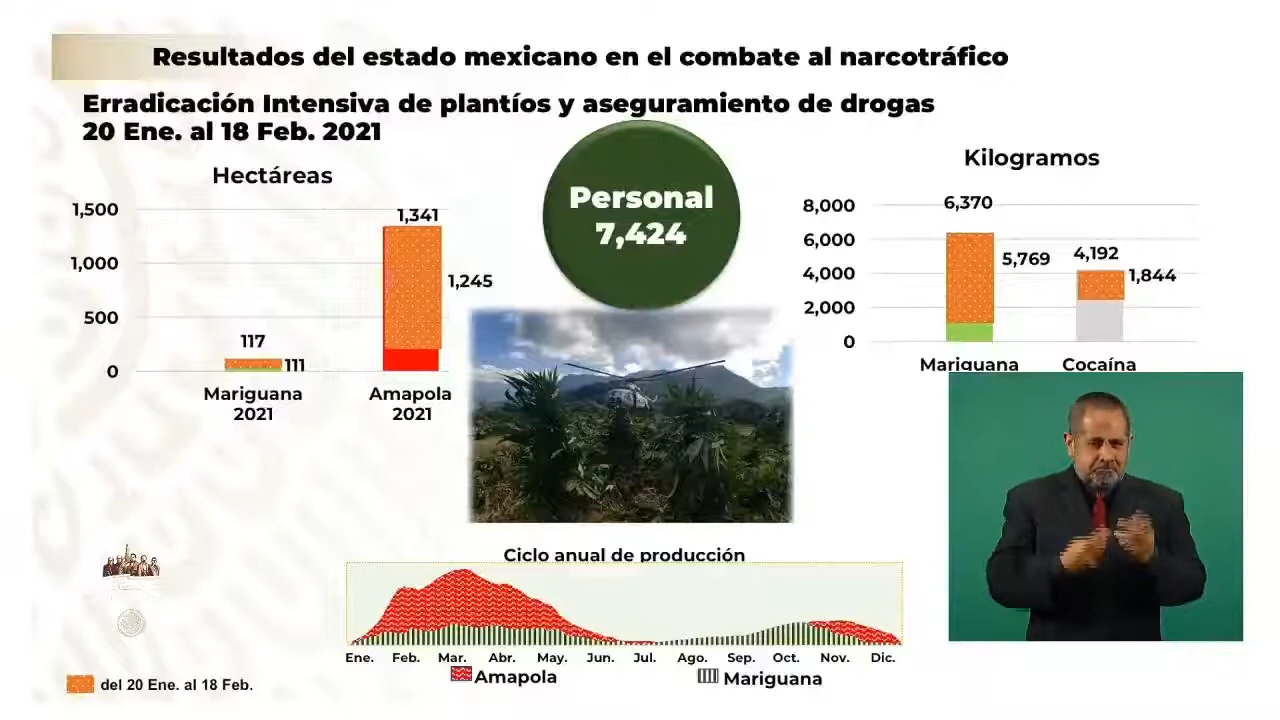 Resultados del estado mexicano en el combate al narcotráfico
Erradicación Intensiva de plantíos y aseguramiento de drogas
20 Ene. al 18 Feb. 2021
Hectáreas
1,500
1,000
500
0
117
111
1,341
1,245
Mariguana
2021
Amapola
2021
Personal
7,424
Kilogramos
8,000
6,000
4,000
2,000
0
6,370
5,769
4,192
1,844
Mariguana
Cocaína
Ciclo anual de producción
Ene. Feb. Mar. Abr. May. Jun. Jul. Ago. Sep. Oct. Nov. Dic.
Amapola
Mariguana
del 20 Ene. al 18 Feb.